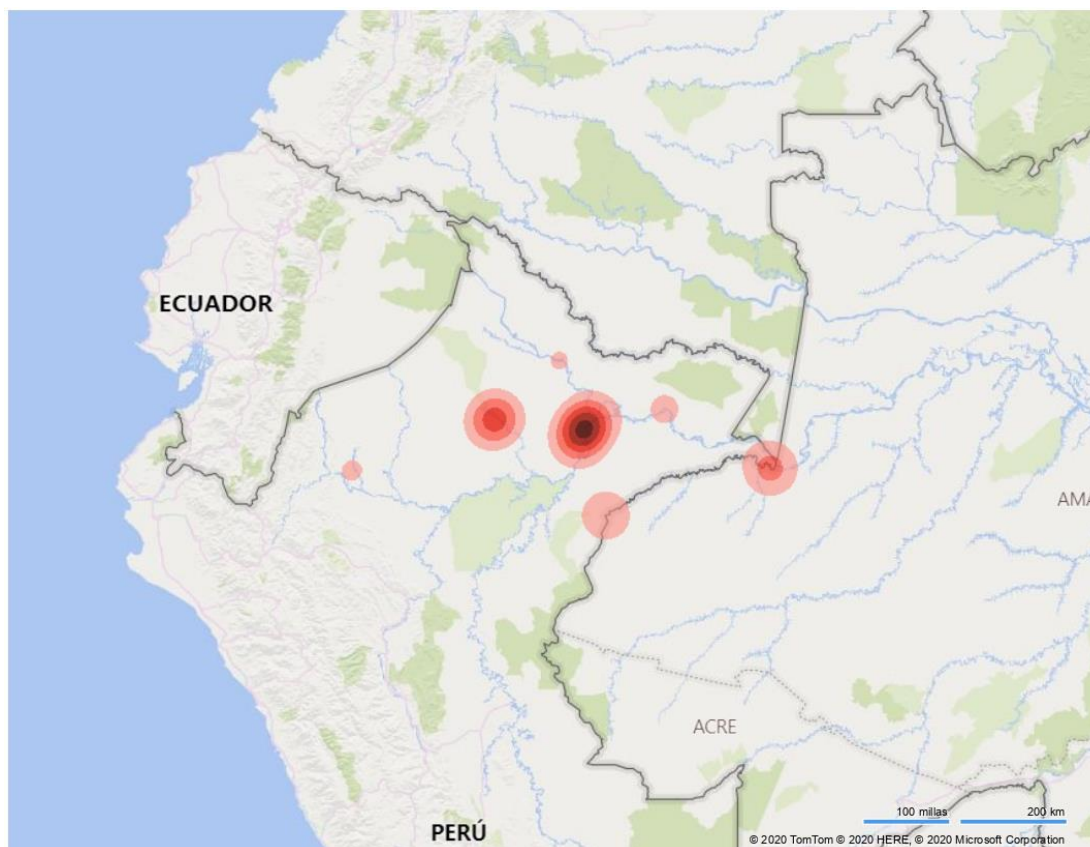 ECUADOR
AMA
ACRE
100 millas 200 km
PERÚ
© 2020 TomTom © 2020 HERE, © 2020 Microsoft Corporation